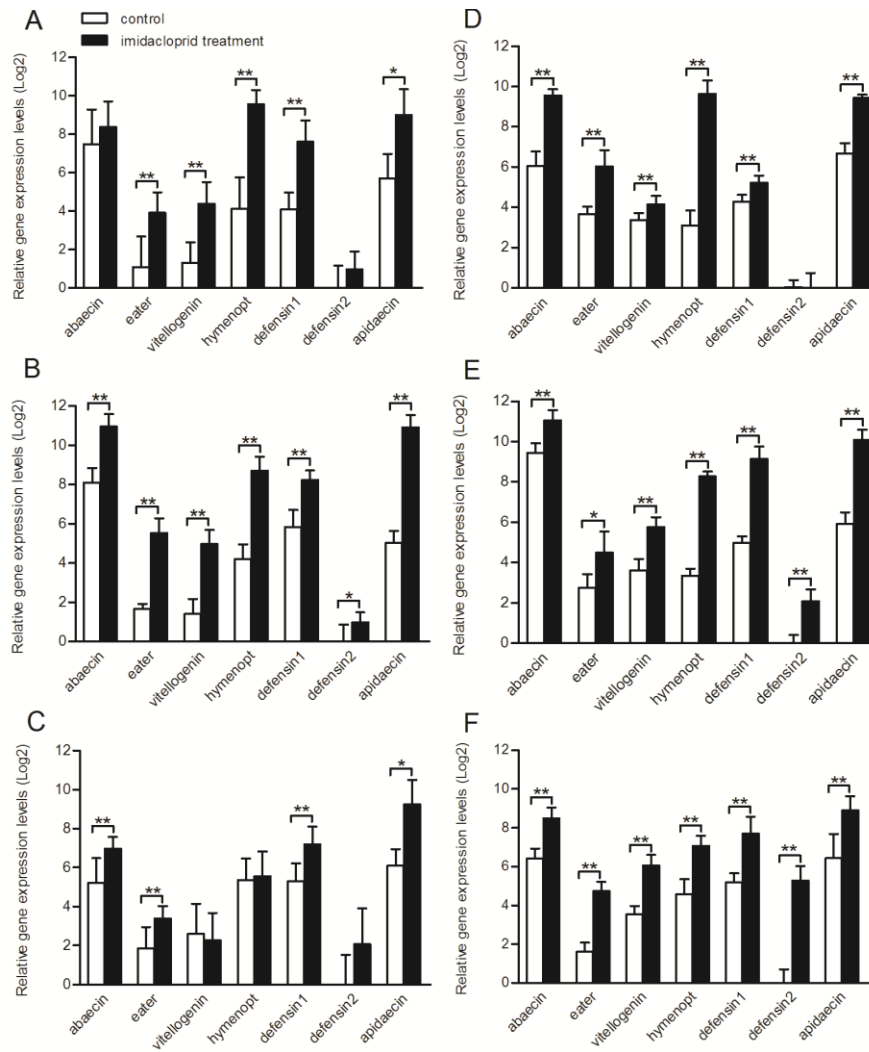 A
control
imidacloprid treatment
Relative gene expression levels (Log2)
12
10
8
6
4
2
0
** ** ** ** *
abaecin eater vitellogenin hymenopt defensin1 defensin2 apidaecin
D
Relative gene expression levels (Log2)
12
10
8
6
4
2
0
** ** ** ** ** **
abaecin eater vitellogenin hymenopt defensin1 defensin2 apidaecin
B
Relative gene expression levels (Log2)
12
10
8
6
4
2
0
** ** ** ** ** * **
abaecin eater vitellogenin hymenopt defensin1 defensin2 apidaecin
E
Relative gene expression levels (Log2)
12
10
8
6
4
2
0
** * ** ** ** ** **
abaecin eater vitellogenin hymenopt defensin1 defensin2 apidaecin
C
Relative gene expression levels (Log2)
12
10
8
6
4
2
0
** ** ** *
abaecin eater vitellogenin hymenopt defensin1 defensin2 apidaecin
F
Relative gene expression levels (Log2)
12
10
8
6
4
2
0
** ** ** ** ** ** **
abaecin eater vitellogenin hymenopt defensin1 defensin2 apidaecin